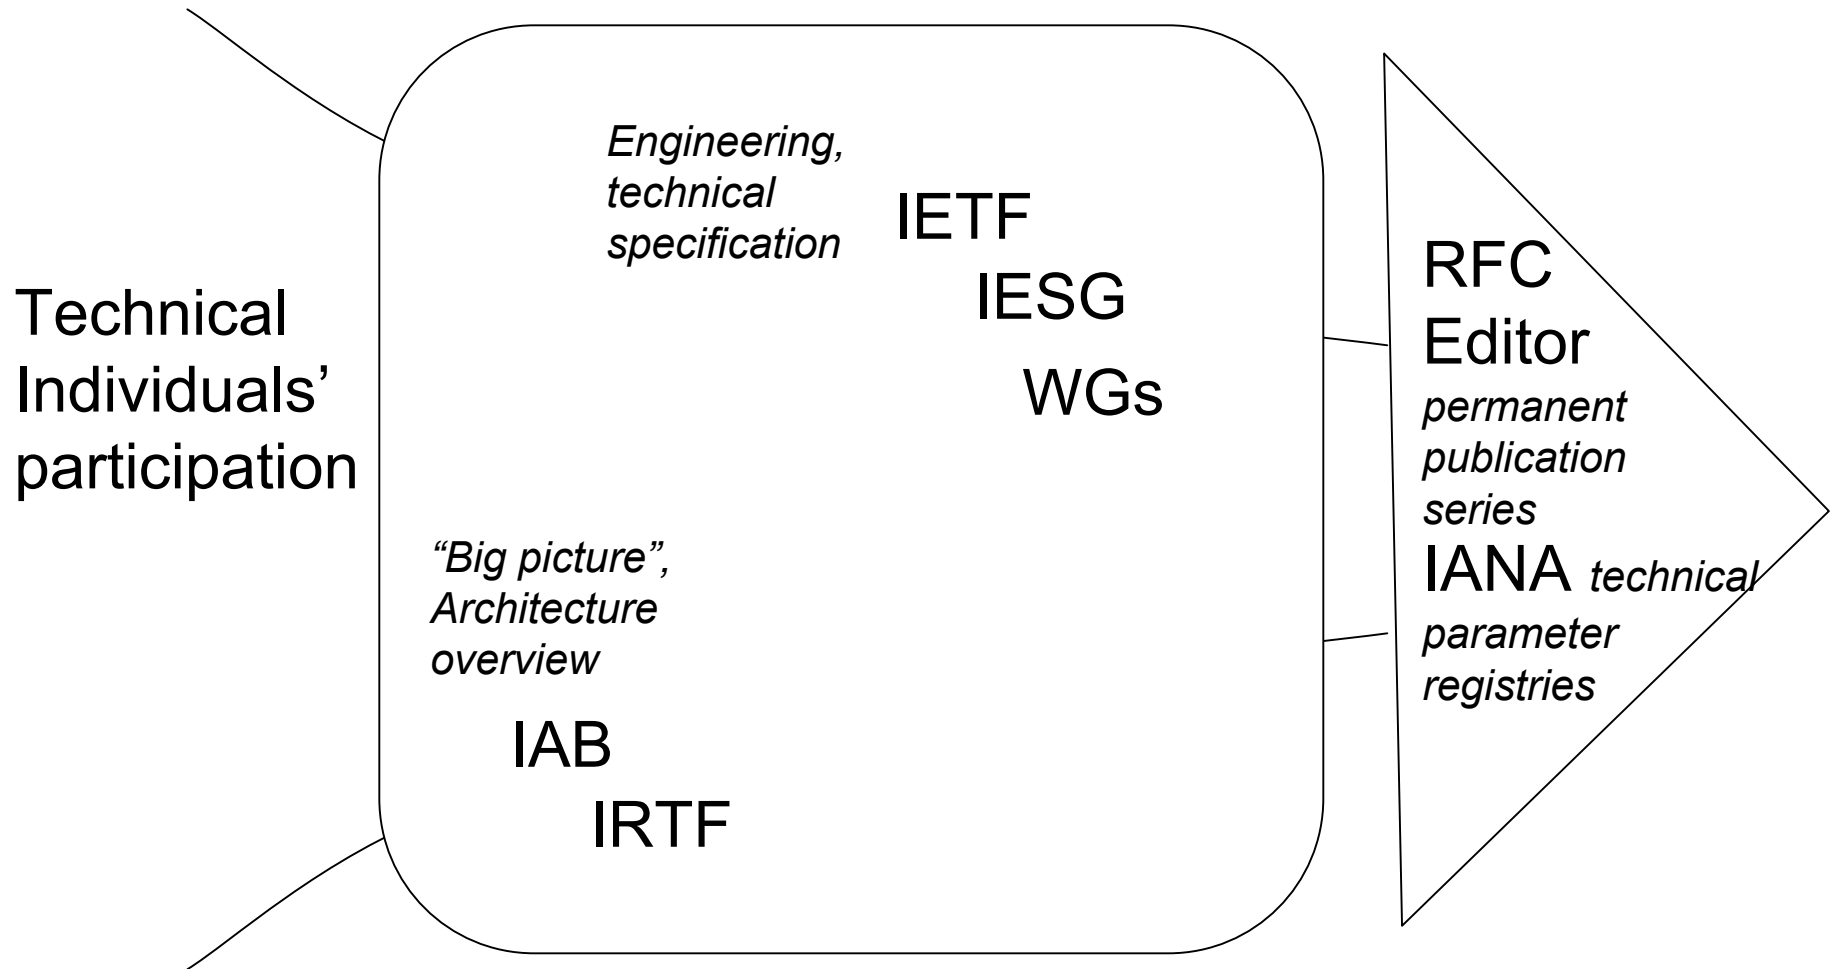 Technical
Individuals’
participation
Engineering,
technical
specification
IETF
IESG
WGs
“Big picture”,
Architecture
overview
IAB
IRTF
RFC
Editor
permanent
publication
series
IANA technical
parameter
registries